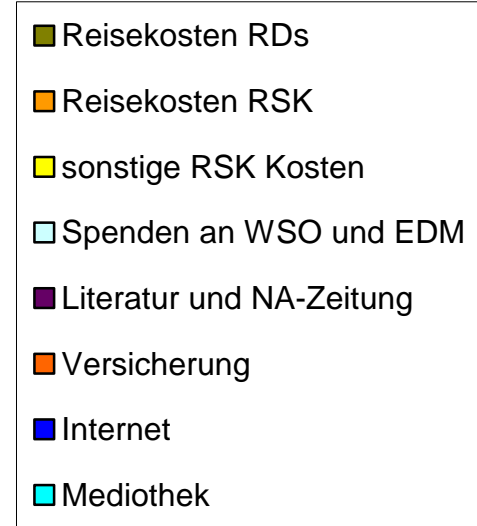 Reisekosten RDs
Reisekosten RSK
sonstige RSK Kosten
Spenden an WSO und EDM
Literatur und NA-Zeitung
Versicherung
Internet
Mediothek